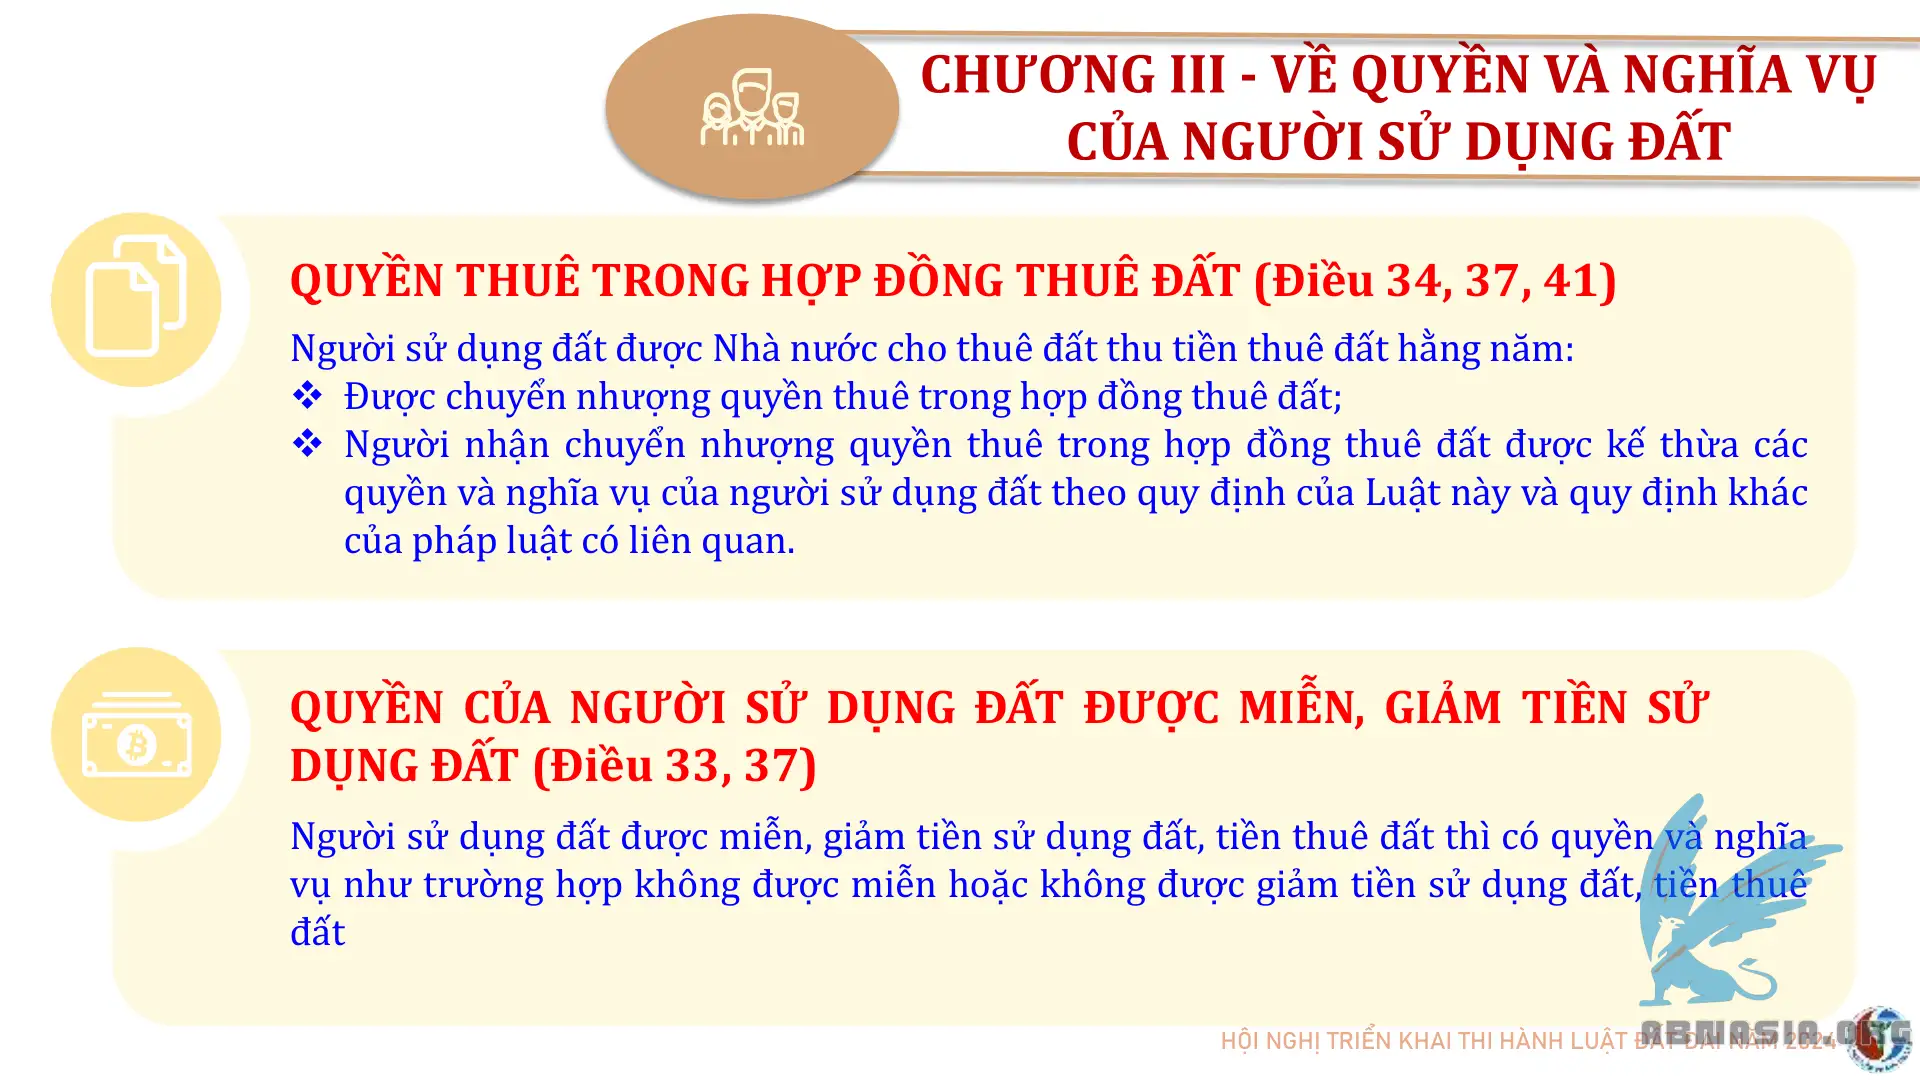 CHƯƠNG III - VỀ QUYỀN VÀ NGHĨA VỤ
CỦA NGƯỜI SỬ DỤNG ĐẤT
QUYỀN THUÊ TRONG HỢP ĐỒNG THUÊ ĐẤT (Điều 34, 37, 41)
Người sử dụng đất được Nhà nước cho thuê đất thu tiền thuê đất hằng năm:
❖ Được chuyển nhượng quyền thuê trong hợp đồng thuê đất;
❖ Người nhận chuyển nhượng quyền thuê trong hợp đồng thuê đất được kế thừa các
quyền và nghĩa vụ của người sử dụng đất theo quy định của Luật này và quy định khác
của pháp luật có liên quan.
QUYỀN CỦA NGƯỜI SỬ DỤNG ĐẤT ĐƯỢC MIỄN, GIẢM TIỀN SỬ
DỤNG ĐẤT (Điều 33, 37)
Người sử dụng đất được miễn, giảm tiền sử dụng đất, tiền thuê đất thì có quyền và nghĩa
vụ như trường hợp không được miễn hoặc không được giảm tiền sử dụng đất, tiền thuê
đất
HỘI NGHỊ TRIỂN KHAI THI HÀNH LUẬT ĐẤT ĐAI NĂM 2024
ABMASIA.ORG